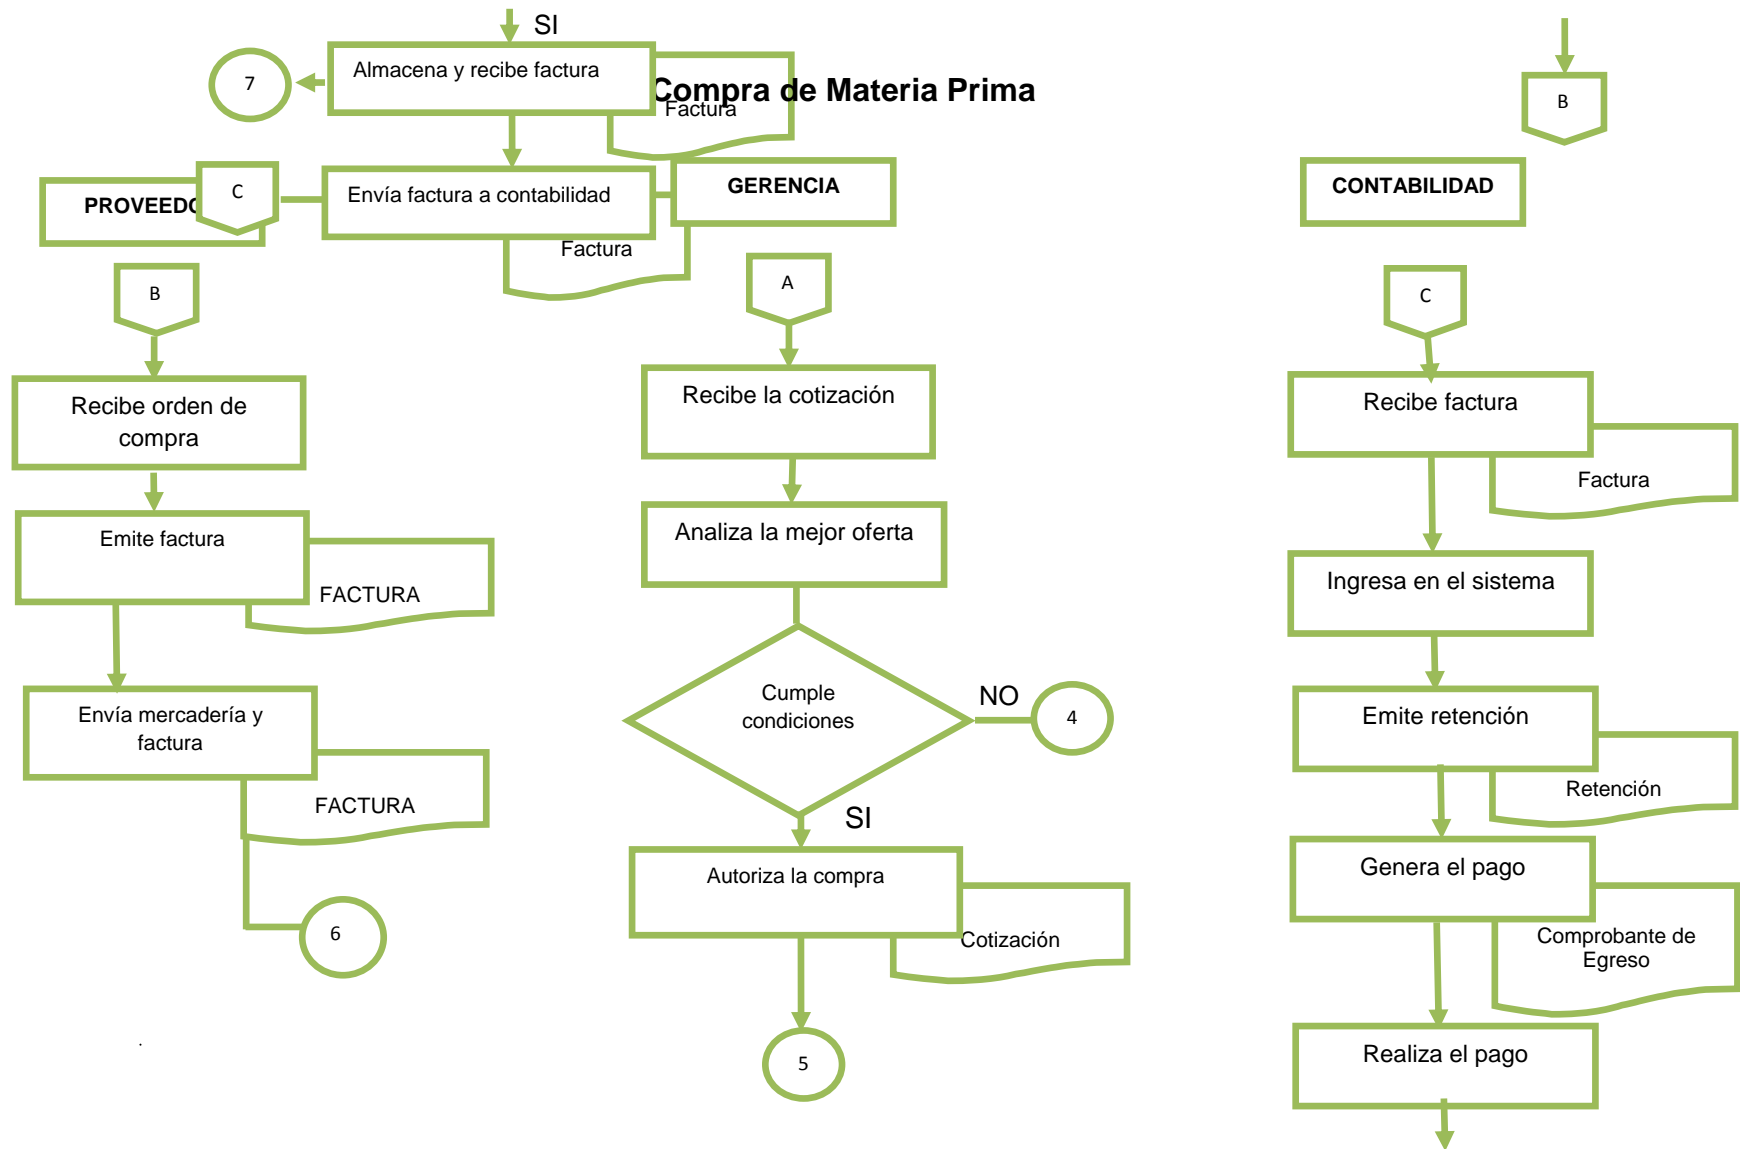 SI
Almacena y recibe factura
7
Compra de Materia Prima
Factura
B
PROVEEDO
C
Envía factura a contabilidad
GERENCIA
CONTABILIDAD
Factura
B
Recibe orden de
compra
Emite factura
FACTURA
Envía mercadería y
factura
FACTURA
6
.
A
Recibe la cotización
Analiza la mejor oferta
Cumple
condiciones
NO
4
SI
Autoriza la compra
Cotización
5
C
Recibe factura
Factura
Ingresa en el sistema
Emite retención
Retención
Genera el pago
Comprobante de
Egreso
Realiza el pago